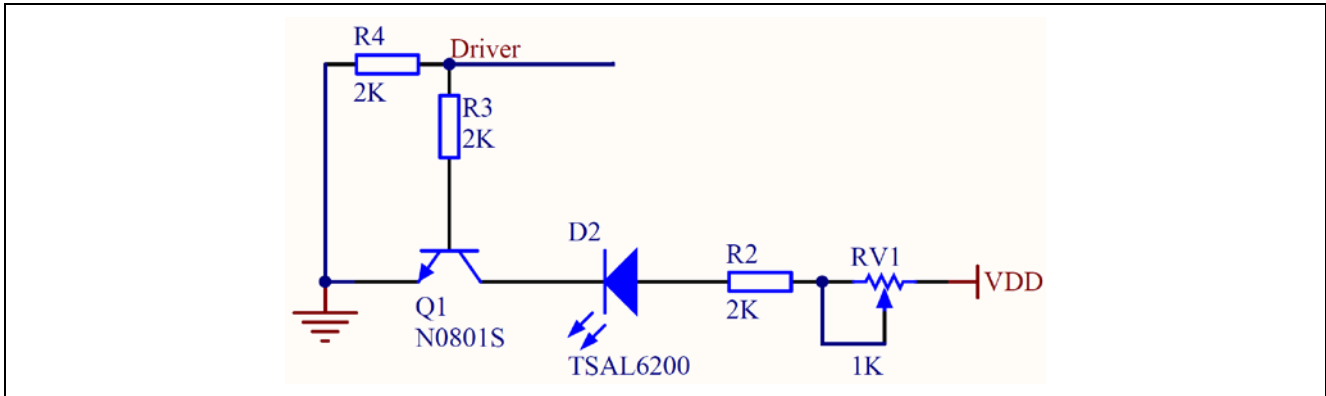 R4
Driver
2K
R3
2K
D2
R2
RV1
VDD
Q1
2K
N0801S
TSAL6200
1K